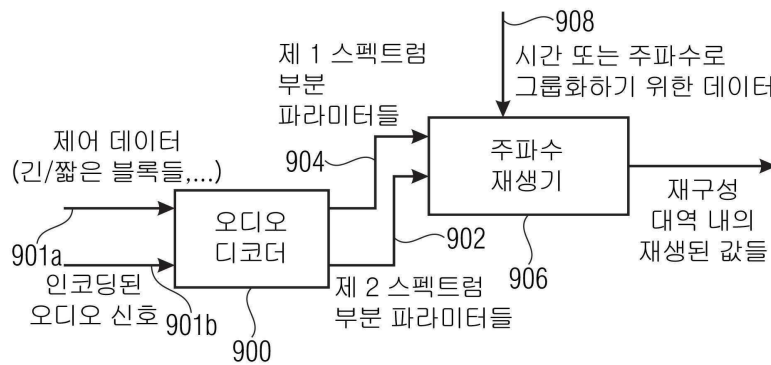 908
시간 또는 주파수로
그룹화하기 위한 데이터
제 1 스펙트럼
부분
파라미터들
904
주파수
재생기
906
제어 데이터
(긴/짧은 블록들,...)
901a
오디오
디코더
900
902
재구성
대역 내의
재생된 값들
인코딩된
오디오 신호
901b
제 2 스펙트럼
부분 파라미터들